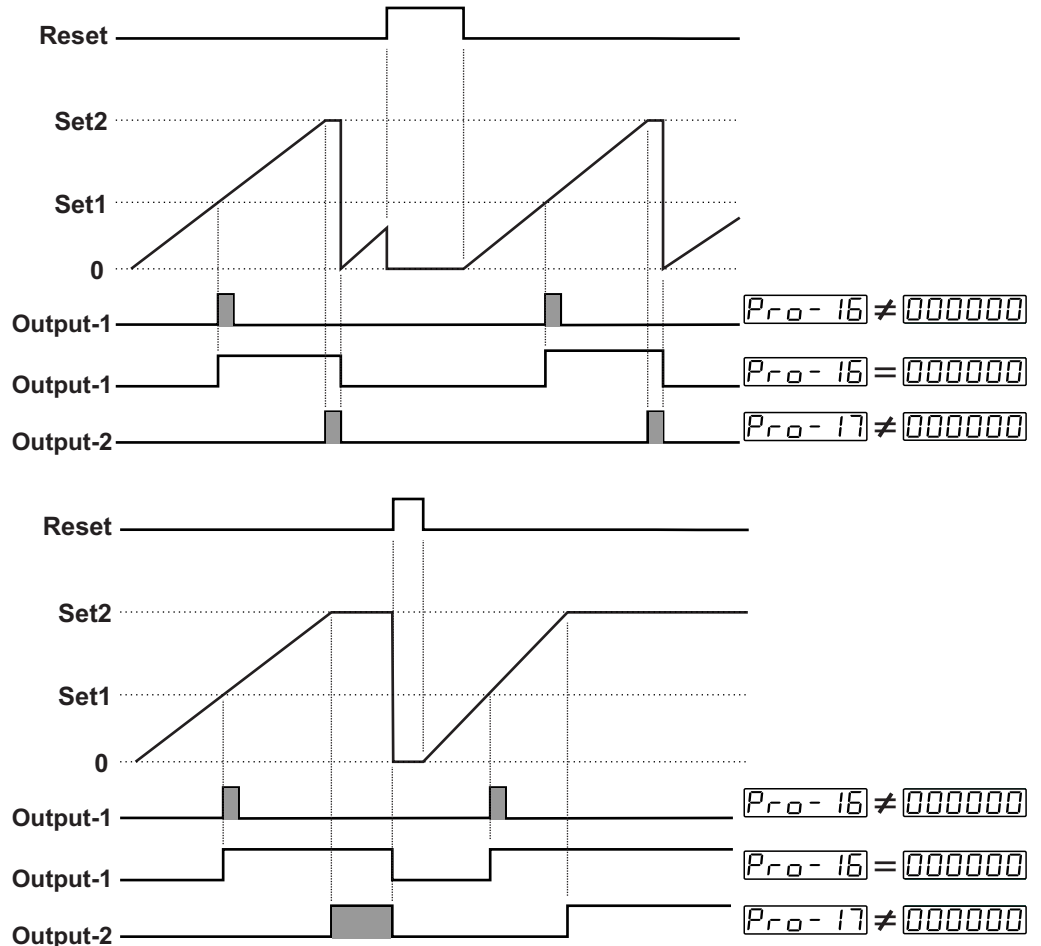 Reset
Set2
Set1
0
Output-1 Pro-16 ≠ 000000
Output-1 Pro-16 = 000000
Output-2 Pro-17 ≠ 000000
Reset
Set2
Set1
0
Output-1 Pro-16 ≠ 000000
Output-1 Pro-16 = 000000
Output-2 Pro-17 ≠ 000000